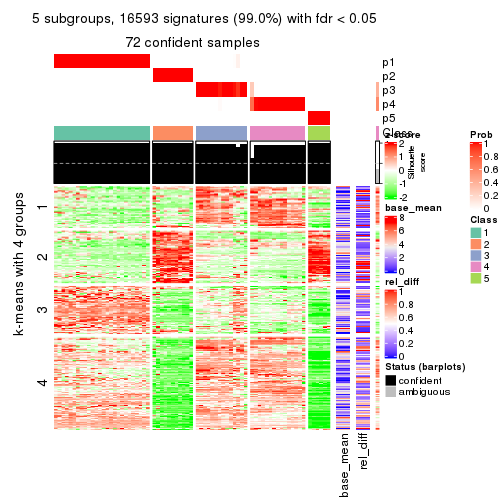 5 subgroups, 16593 signatures (99.0%) with fdr < 0.05
72 confident samples
p1
p2
p3
p4
p5
Class
Silhouette
score
k-means with 4 groups
1
2
3
4
base_mean
rel_diff
z-score
2
0
-2
base_mean
8
6
4
2
0
rel_diff
1
0.8
0.6
0.4
0.2
0
Status (barplots)
confident
ambiguous
Prob
1
0.8
0.6
0.4
0.2
0
Class
1
2
3
4
5